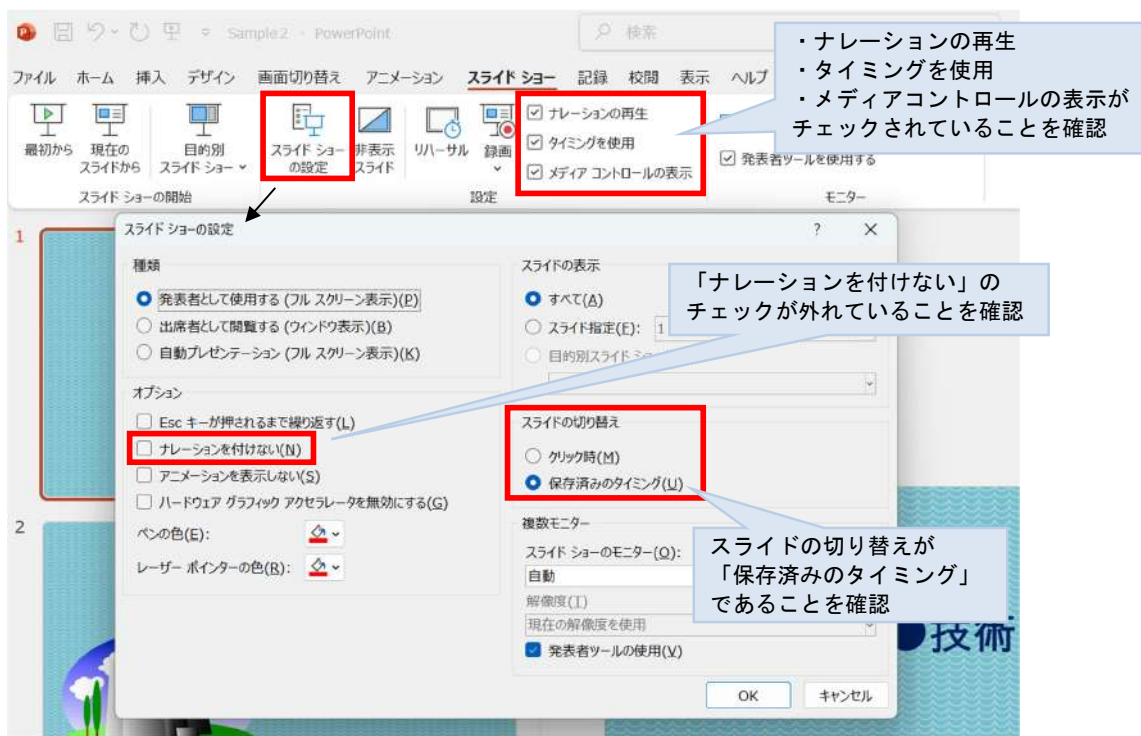 Sample2 - PowerPoint
検索
ファイル ホーム 挿入 デザイン 画面切り替え アニメーション スライド ショー 記録 校閲 表示 ヘルプ
・ナレーションの再生
・タイミングを使用
・メディアコントロールの表示が
チェックされていることを確認
最初から
現在の
スライドから
目的別
スライド ショー
スライド ショーの開始
スライド ショー
の設定
非表示
スライド
リハーサル
録画
ナレーションの再生
タイミングを使用
メディア コントロールの表示
設定
発表者ツールを使用する
モニター
1
2
スライド ショーの設定
?
種類
発表者として使用する (フル スクリーン表示)(P)
出席者として閲覧する (ウィンドウ表示)(B)
自動プレゼンテーション (フル スクリーン表示)(K)
オプション
Esc キーが押されるまで繰り返す(L)
ナレーションを付けない(N)
アニメーションを表示しない(S)
ハードウェア グラフィック アクセラレータを無効にする(G)
ペンの色(E):
レーザー ポインターの色(R):
スライドの表示
すべて(A)
スライド指定(F): 1
目的別スライド ショ
「ナレーションを付けない」の
チェックが外れていることを確認
スライドの切り替え
クリック時(M)
保存済みのタイミング(U)
複数モニター
スライド ショーのモニター(O):
自動
解像度(T)
現在の解像度を使用
発表者ツールの使用(V)
スライドの切り替えが
「保存済みのタイミング」
であることを確認
OK
キャンセル
技術